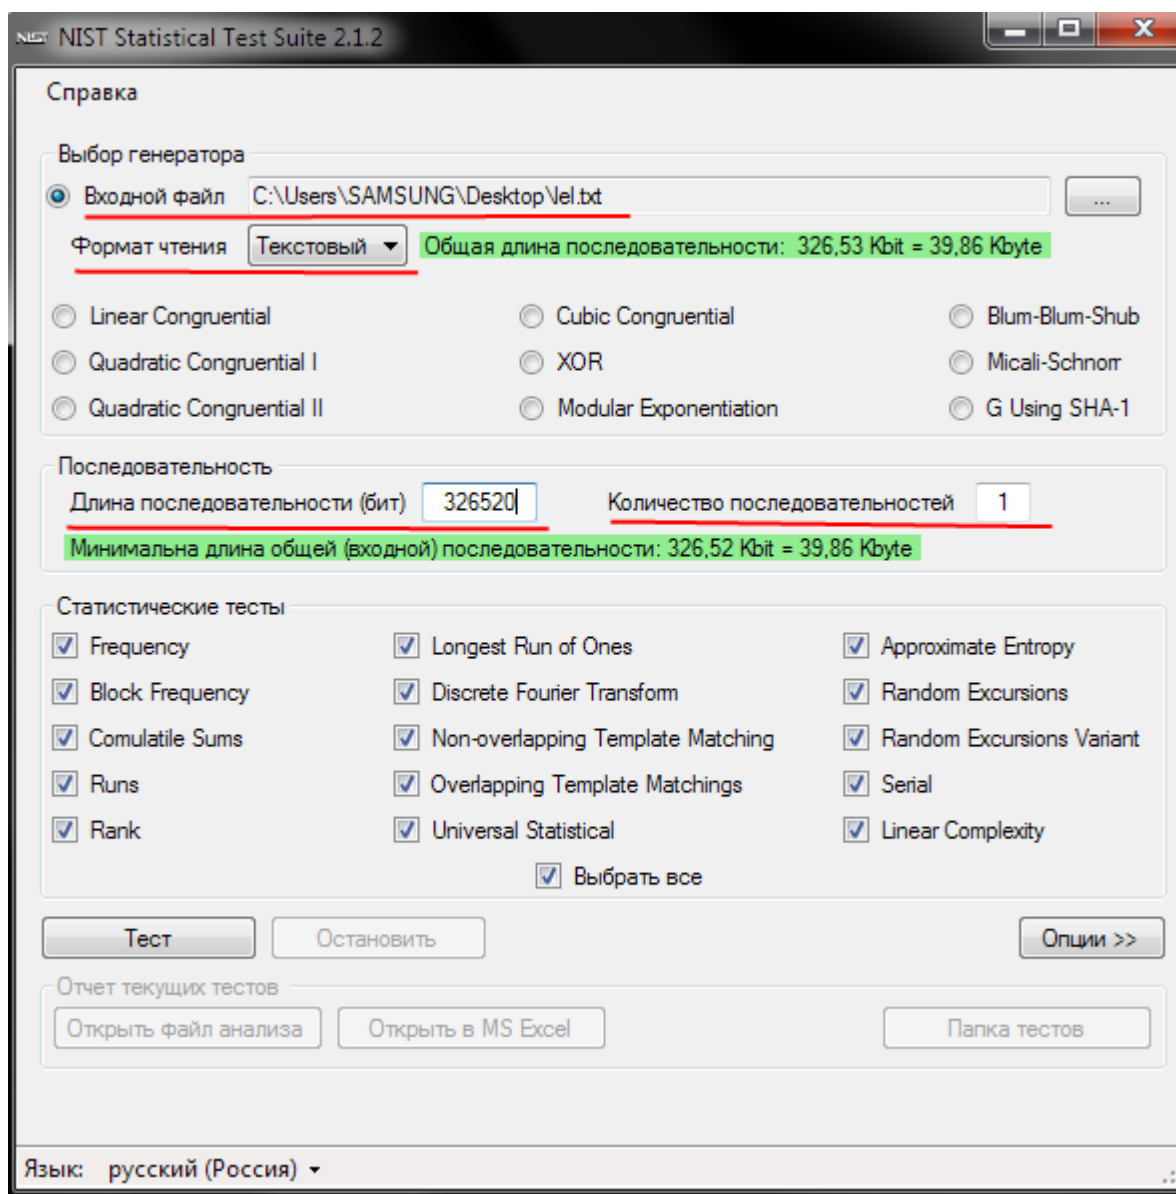 NIST NIST Statistical Test Suite 2.1.2
Справка
Выбор генератора
Входной файл C:\Users\SAMSUNG\Desktop\lel.txt ...
Формат чтения Текстовый Общая длина последовательности: 326,53 Kbit = 39,86 Kbyte
Linear Congruential Cubic Congruential Blum-Blum-Shub
Quadratic Congruential I XOR Micali-Schnorr
Quadratic Congruential II Modular Exponentiation G Using SHA-1
Последовательность
Длина последовательности (бит) 326520 Количество последовательностей 1
Минимальна длина общей (входной) последовательности: 326,52 Kbit = 39,86 Kbyte
Статистические тесты
Frequency Longest Run of Ones Approximate Entropy
Block Frequency Discrete Fourier Transform Random Excursions
Comulatile Sums Non-overlapping Template Matching Random Excursions Variant
Runs Overlapping Template Matchings Serial
Rank Universal Statistical Linear Complexity
Выбрать все
Тест Остановить Опции >>
Отчет текущих тестов
Открыть файл анализа Открыть в MS Excel Папка тестов
Язык: русский (Россия)